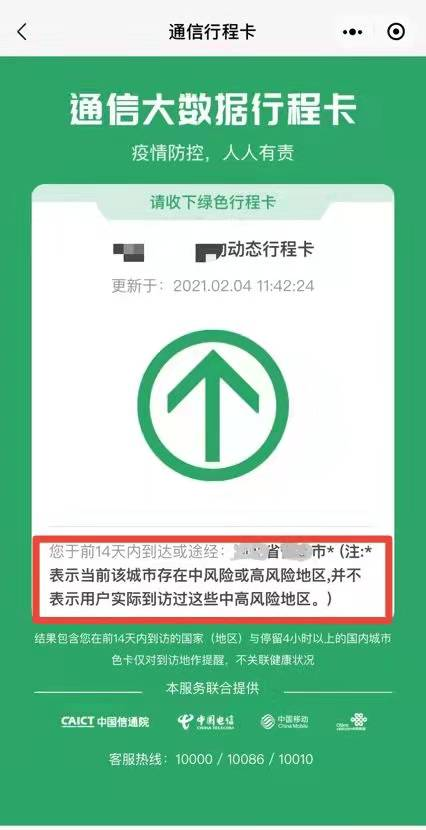 通信行程卡
通信大数据行程卡
疫情防控，人人有责
请收下绿色行程卡
动态行程卡
更新于：2021.02.04 11:42:24
您于前14天内到达或途经：省市* (注:*
表示当前该城市存在中风险或高风险地区,并不
表示用户实际到访过这些中高风险地区。)
结果包含您在前14天内到访的国家（地区）与停留4小时以上的国内城市
色卡仅对到访地作提醒，不关联健康状况
本服务联合提供
CAICT 中国信通院 中国电信 CHINA TELECOM 中国移动 China Mobile
客服热线：10000 / 10086 / 10010